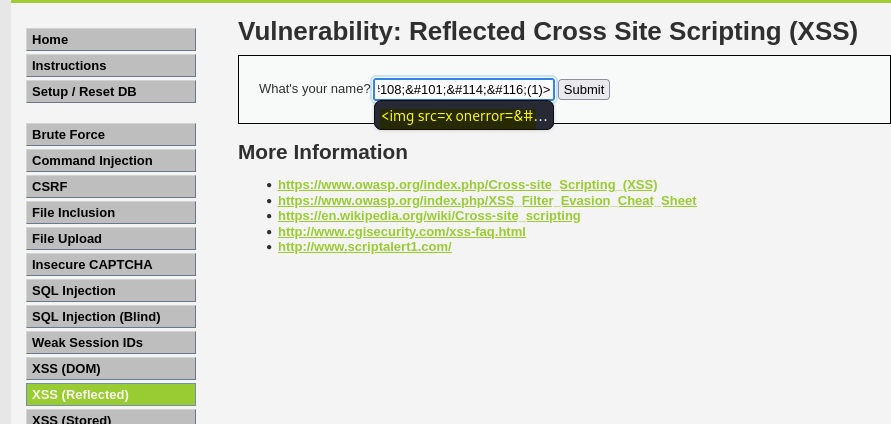 Home
Instructions
Setup / Reset DB
Brute Force
Command Injection
CSRF
File Inclusion
File Upload
Insecure CAPTCHA
SQL Injection
SQL Injection (Blind)
Weak Session IDs
XSS (DOM)
XSS (Reflected)
XSS (Stored)
Vulnerability: Reflected Cross Site Scripting (XSS)
What's your name? #108;&#101;&#114;&#116;(1)> Submit
<img src=x onerror=&#...
More Information
https://www.owasp.org/index.php/Cross-site_Scripting_(XSS)
https://www.owasp.org/index.php/XSS_Filter_Evasion_Cheat_Sheet
https://en.wikipedia.org/wiki/Cross-site_scripting
http://www.cgisecurity.com/xss-faq.html
http://www.scriptalert1.com/